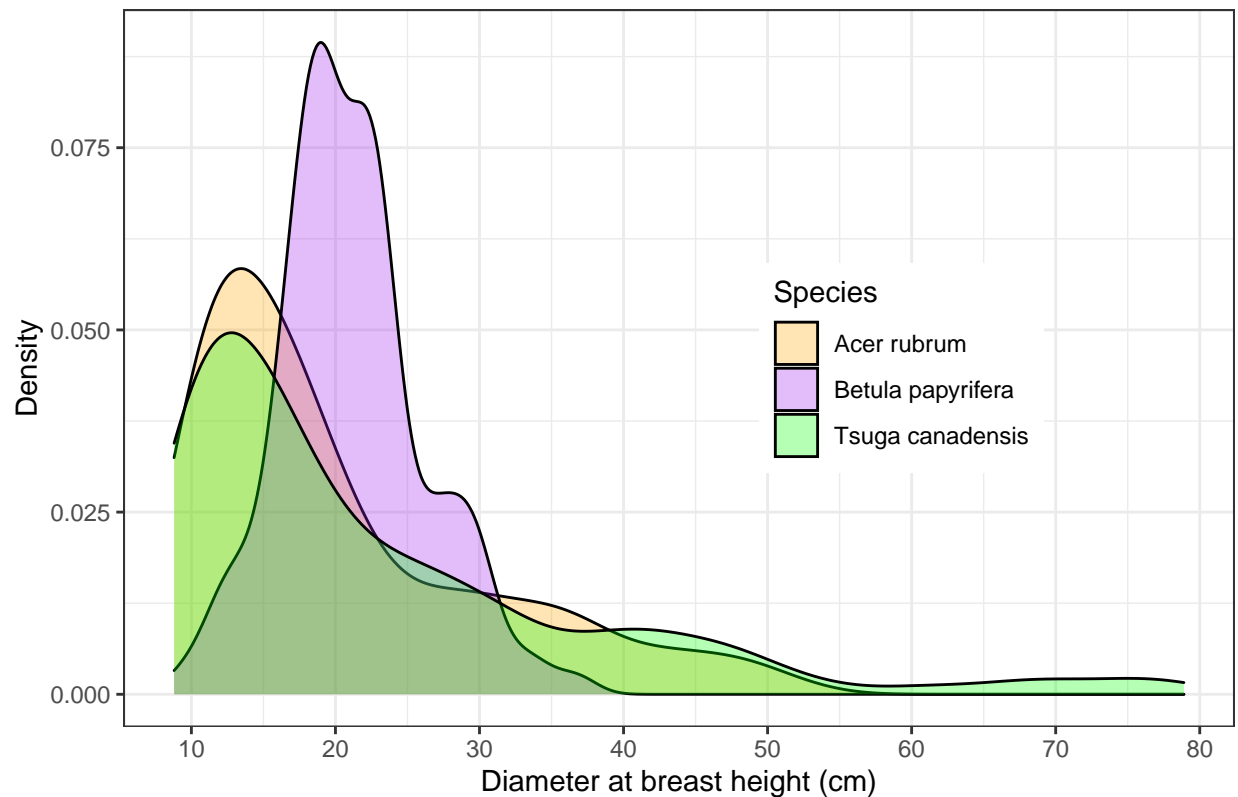 Density
0.075
0.050
0.025
0.000
Species
Acer rubrum
Betula papyrifera
Tsuga canadensis
10 20 30 40 50 60 70 80
Diameter at breast height (cm)